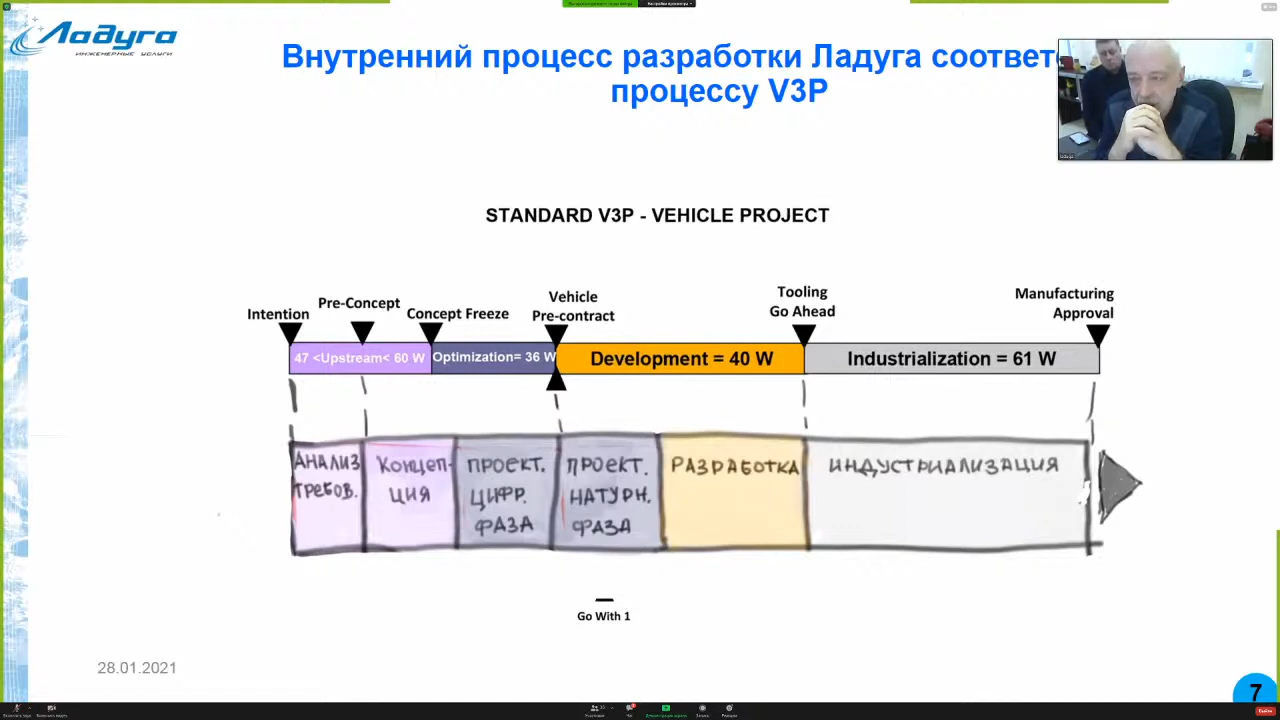 Ладуга
ИНЖЕНЕРНЫЕ УСЛУГИ
Внутренний процесс разработки Ладуга соответс
процессу V3P
STANDARD V3P - VEHICLE PROJECT
Intention
Pre-Concept
Concept Freeze
Vehicle
Pre-contract
Tooling
Go Ahead
Manufacturing
Approval
47 <Upstream< 60 W
Optimization= 36 W
Development = 40 W
Industrialization = 61 W
АНАЛИЗ
ТРЕБОВ.
КОНЦЕП-
ЦИЯ
ПРОЕКТ.
ЦИФР.
ФАЗА
ПРОЕКТ.
НАТУРН.
ФАЗА
РАЗРАБОТКА
ИНДУСТРИАЛИЗАЦИЯ
Go With 1
28.01.2021
7